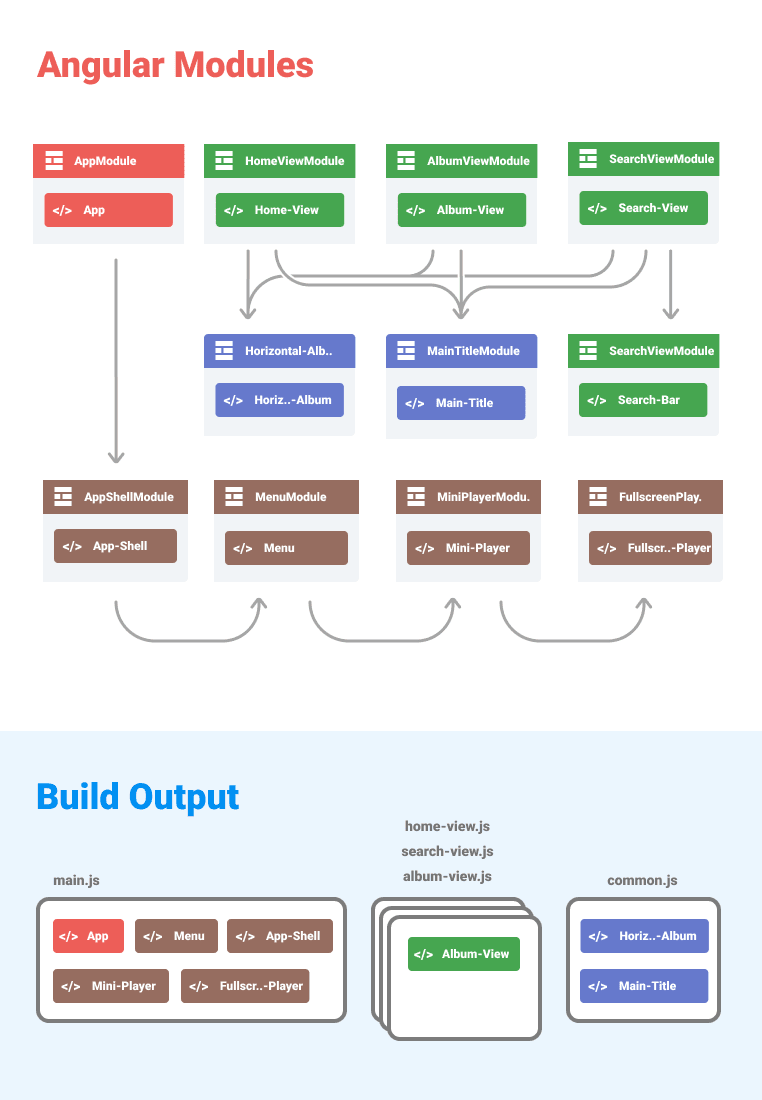 Angular Modules
AppModule
HomeViewModule
AlbumViewModule
SearchViewModule
</> App
</> Home-View
</> Album-View
</> Search-View
Horizontal-Alb..
MainTitleModule
SearchViewModule
</> Horiz..-Album
</> Main-Title
</> Search-Bar
AppShellModule
MenuModule
MiniPlayerModu.
FullscreenPlay.
</> App-Shell
</> Menu
</> Mini-Player
</> Fullscr..-Player
Build Output
home-view.js
search-view.js
album-view.js
main.js
common.js
</> App
</> Menu
</> App-Shell
</> Mini-Player
</> Fullscr..-Player
</> Album-View
</> Horiz..-Album
</> Main-Title